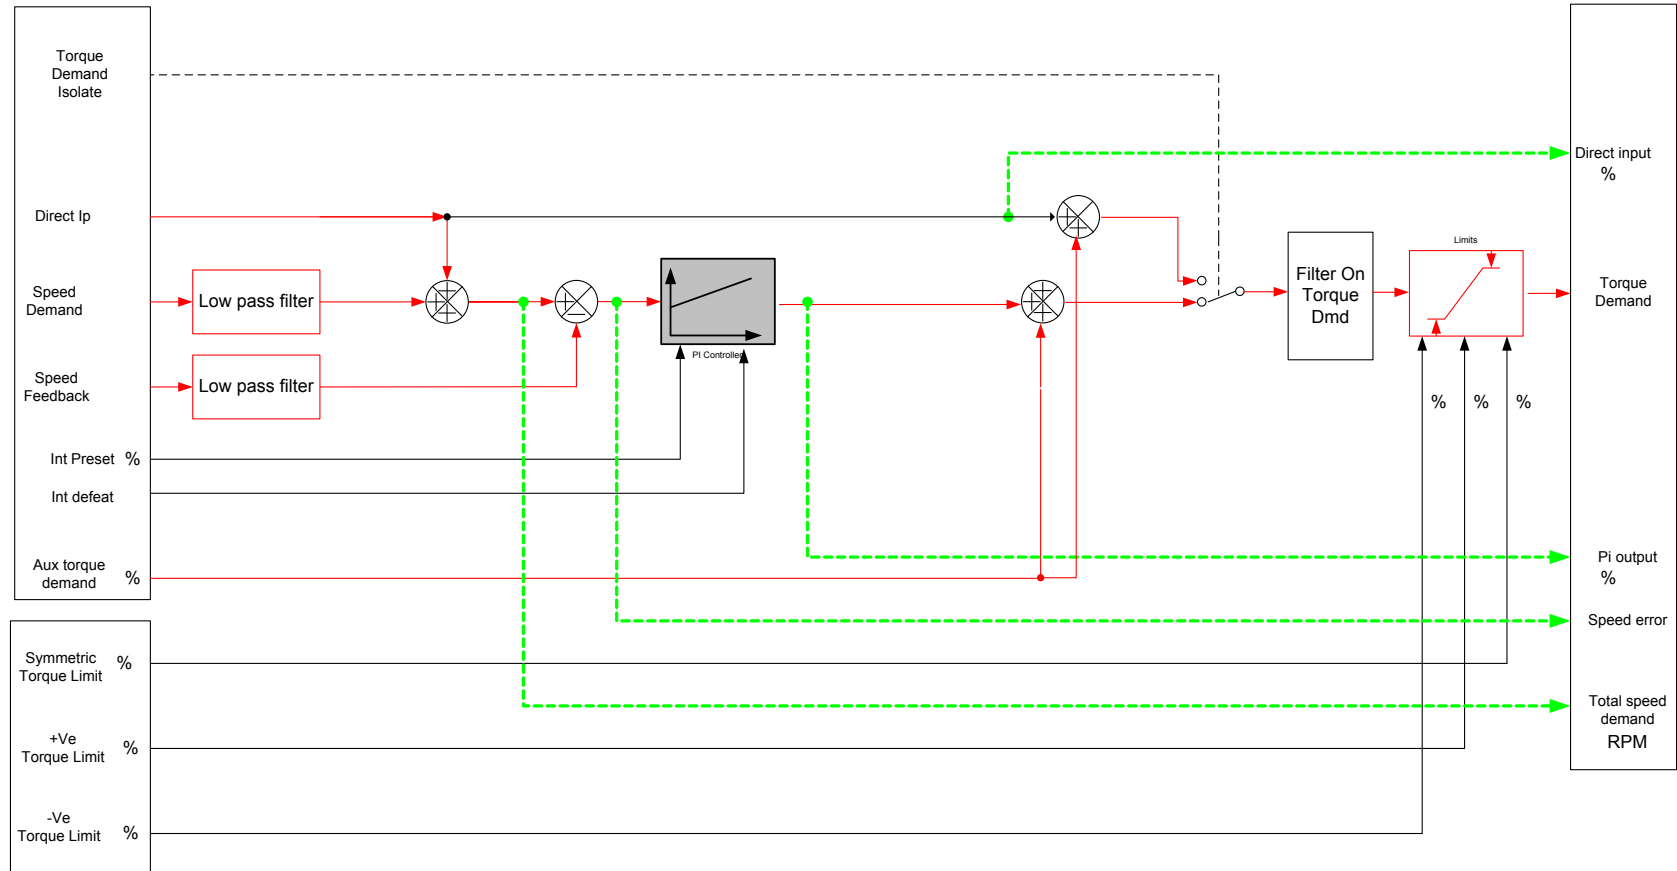 Torque
Demand
Isolate
Direct Ip
Speed
Demand
Low pass filter
Speed
Feedback
Low pass filter
Int Preset %
Int defeat
Aux torque
demand %
Symmetric
Torque Limit %
+Ve
Torque Limit %
-Ve
Torque Limit %
PI Controller
Filter On
Torque
Dmd
Limits
% % %
Direct input
%
Torque
Demand
Pi output
%
Speed error
Total speed
demand
RPM